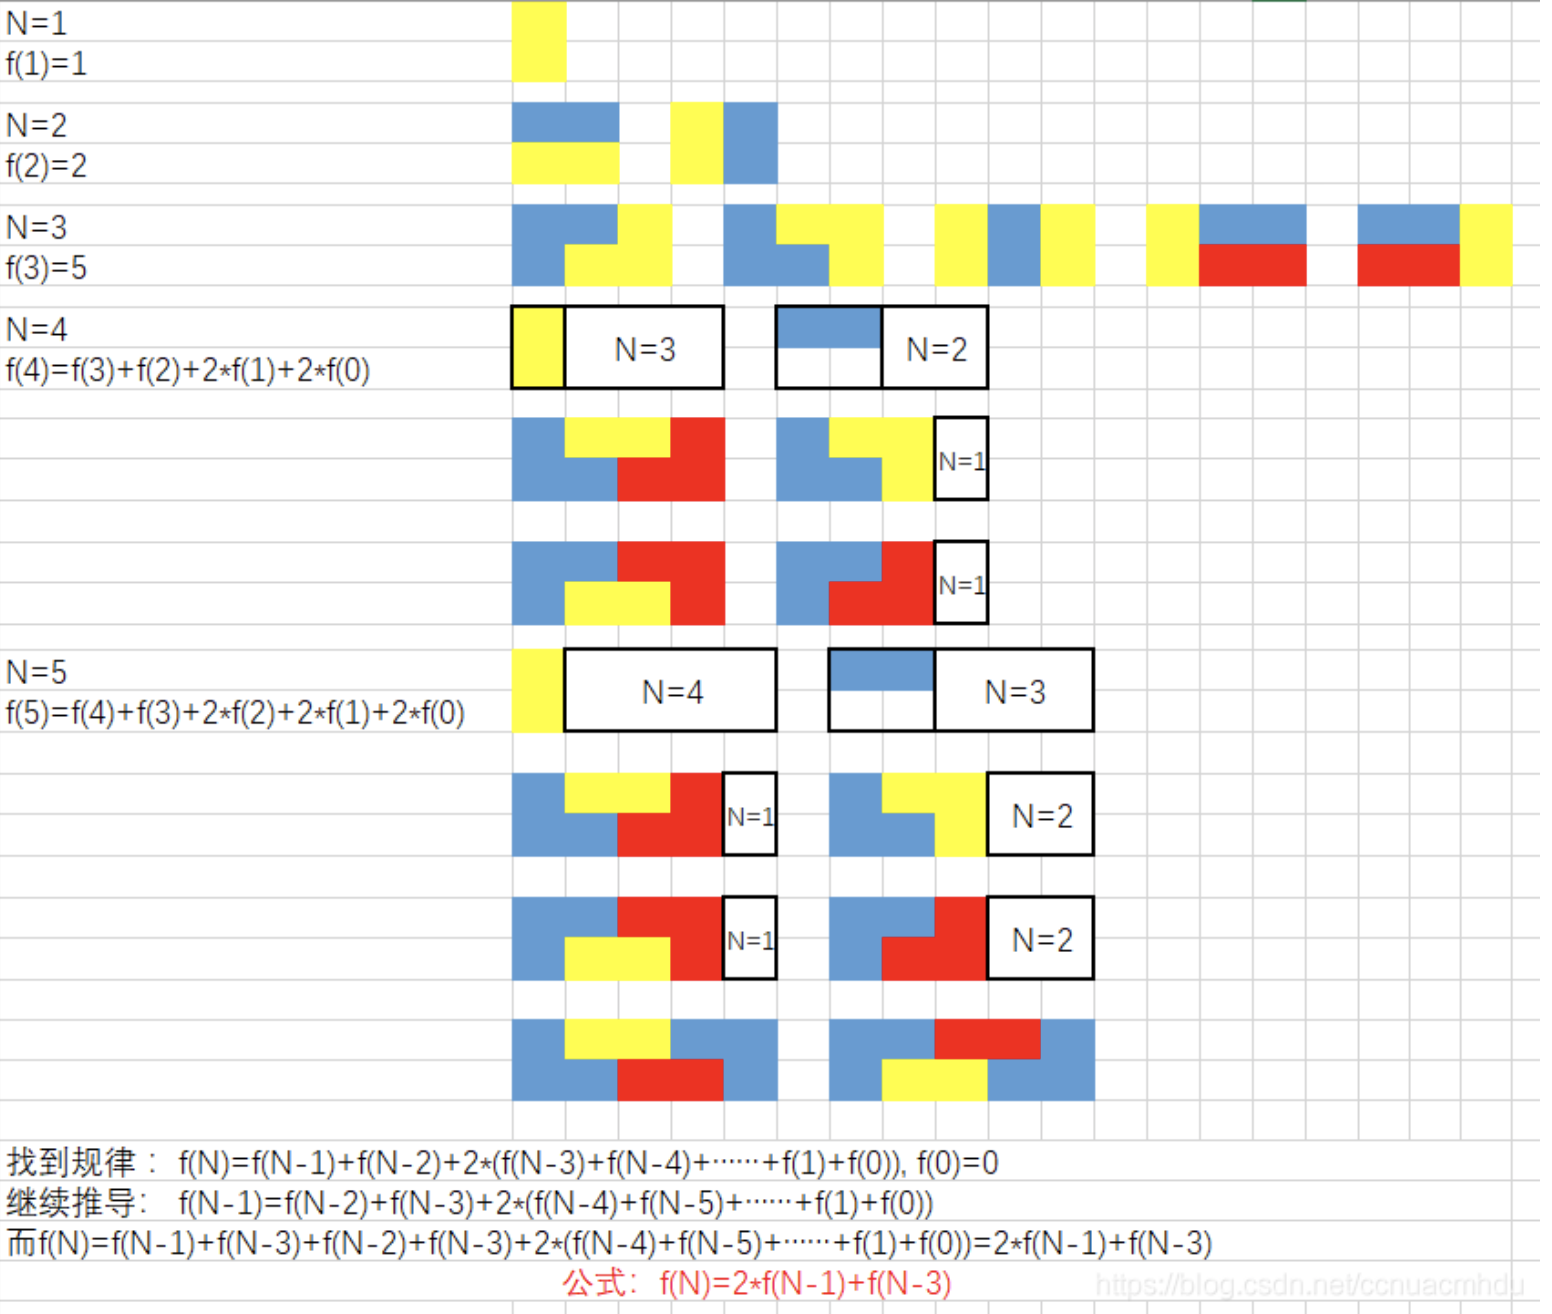 N=1
f(1)=1
N=2
f(2)=2
N=3
f(3)=5
N=4
f(4)=f(3)+f(2)+2*f(1)+2*f(0)
N=3
N=2
N=1
N=1
N=5
f(5)=f(4)+f(3)+2*f(2)+2*f(1)+2*f(0)
N=4
N=3
N=1
N=2
N=1
N=2
找到规律： f(N)=f(N-1)+f(N-2)+2*(f(N-3)+f(N-4)+……+f(1)+f(0)), f(0)=0
继续推导： f(N-1)=f(N-2)+f(N-3)+2*(f(N-4)+f(N-5)+……+f(1)+f(0))
而f(N)=f(N-1)+f(N-3)+f(N-2)+f(N-3)+2*(f(N-4)+f(N-5)+……+f(1)+f(0))=2*f(N-1)+f(N-3)
公式： f(N)=2*f(N-1)+f(N-3)
https://blog.csdn.net/ccnuacmhdu